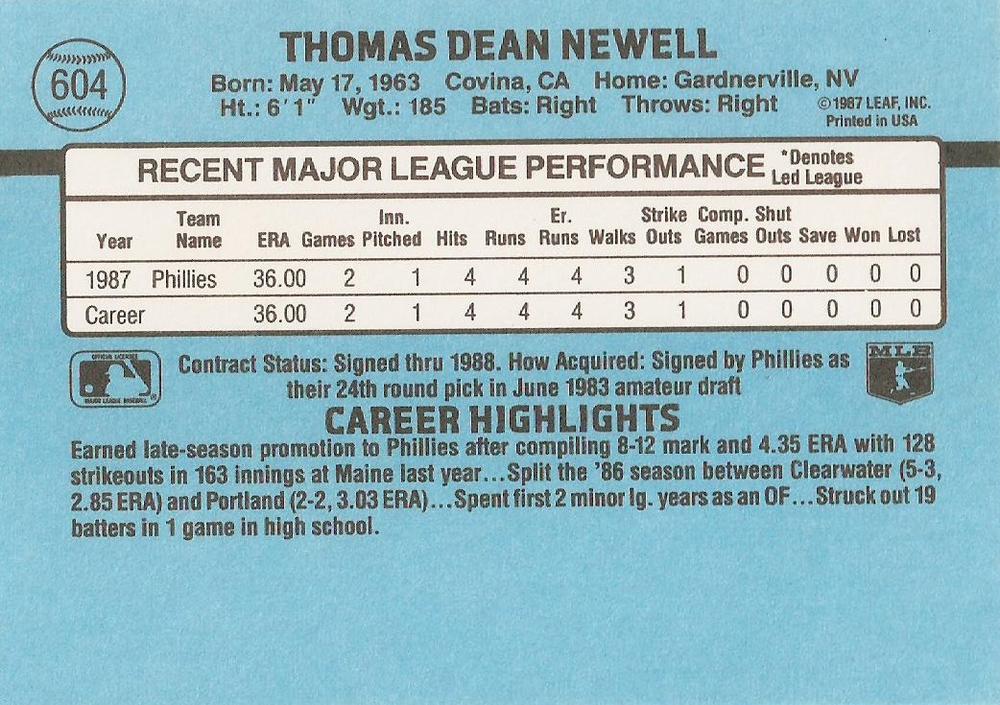 604
THOMAS DEAN NEWELL
Born: May 17, 1963 Covina, CA Home: Gardnerville, NV
Ht.: 6'1" Wgt.: 185 Bats: Right Throws: Right
©1987 LEAF, INC.
Printed in USA
RECENT MAJOR LEAGUE PERFORMANCE *Denotes
Led League
Year Team Name ERA Games Inn. Pitched Hits Runs Er. Runs Walks Strike Outs Comp. Games Shut Outs Save Won Lost
1987 Phillies 36.00 2 1 4 4 4 3 1 0 0 0 0 0
Career 36.00 2 1 4 4 4 3 1 0 0 0 0 0
OFFICIAL LICENSEE
MAJOR LEAGUE BASEBALL
®
Contract Status: Signed thru 1988. How Acquired: Signed by Phillies as
their 24th round pick in June 1983 amateur draft
MLB
CAREER HIGHLIGHTS
Earned late-season promotion to Phillies after compiling 8-12 mark and 4.35 ERA with 128
strikeouts in 163 innings at Maine last year...Split the '86 season between Clearwater (5-3,
2.85 ERA) and Portland (2-2, 3.03 ERA)...Spent first 2 minor lg. years as an OF...Struck out 19
batters in 1 game in high school.